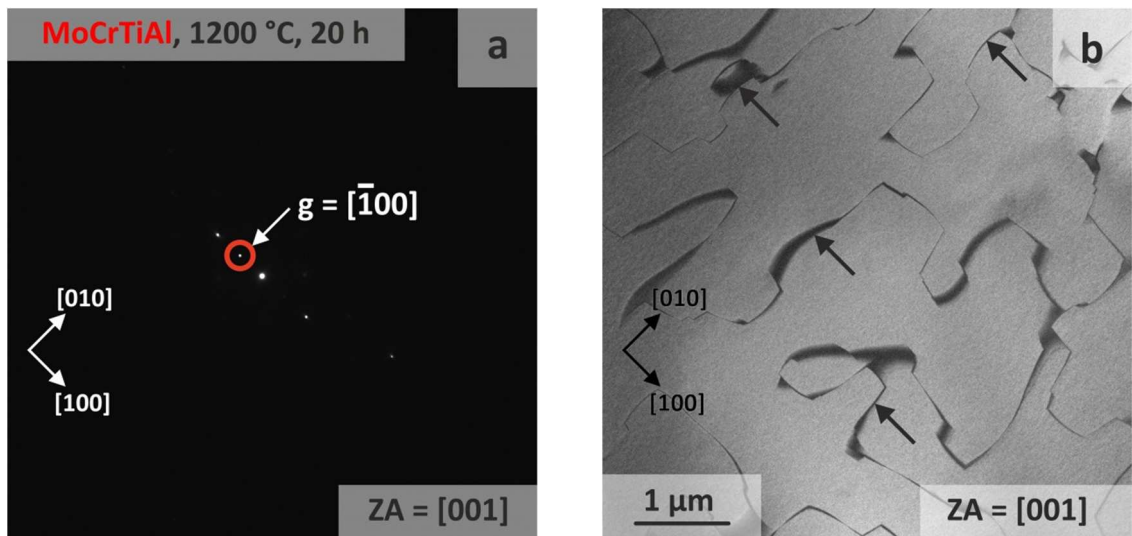 MoCrTiAl, 1200 °C, 20 h
a
g = [1̄00]
[010]
[100]
ZA = [001]
b
[010]
[100]
1 µm
ZA = [001]